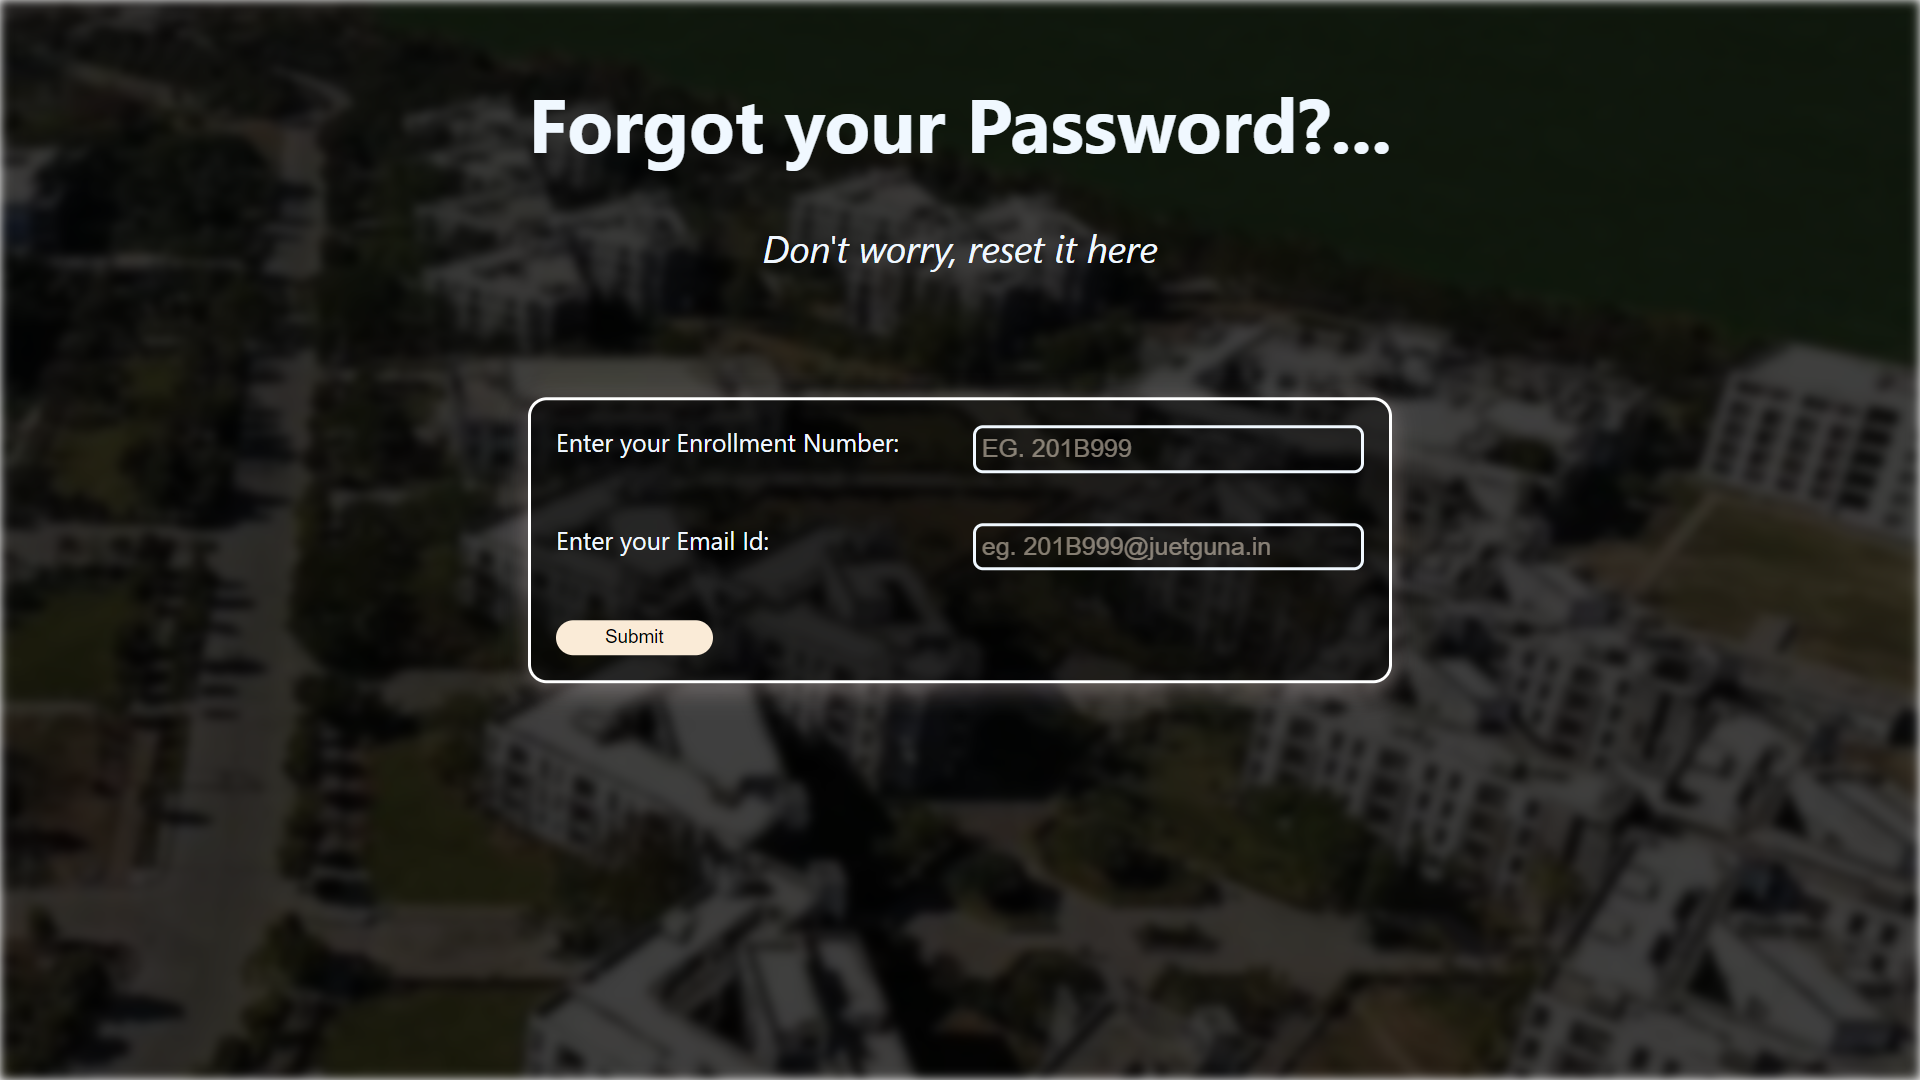 Forgot your Password?...
Don't worry, reset it here
Enter your Enrollment Number:
EG. 201B999
Enter your Email Id:
eg. 201B999@juetguna.in
Submit